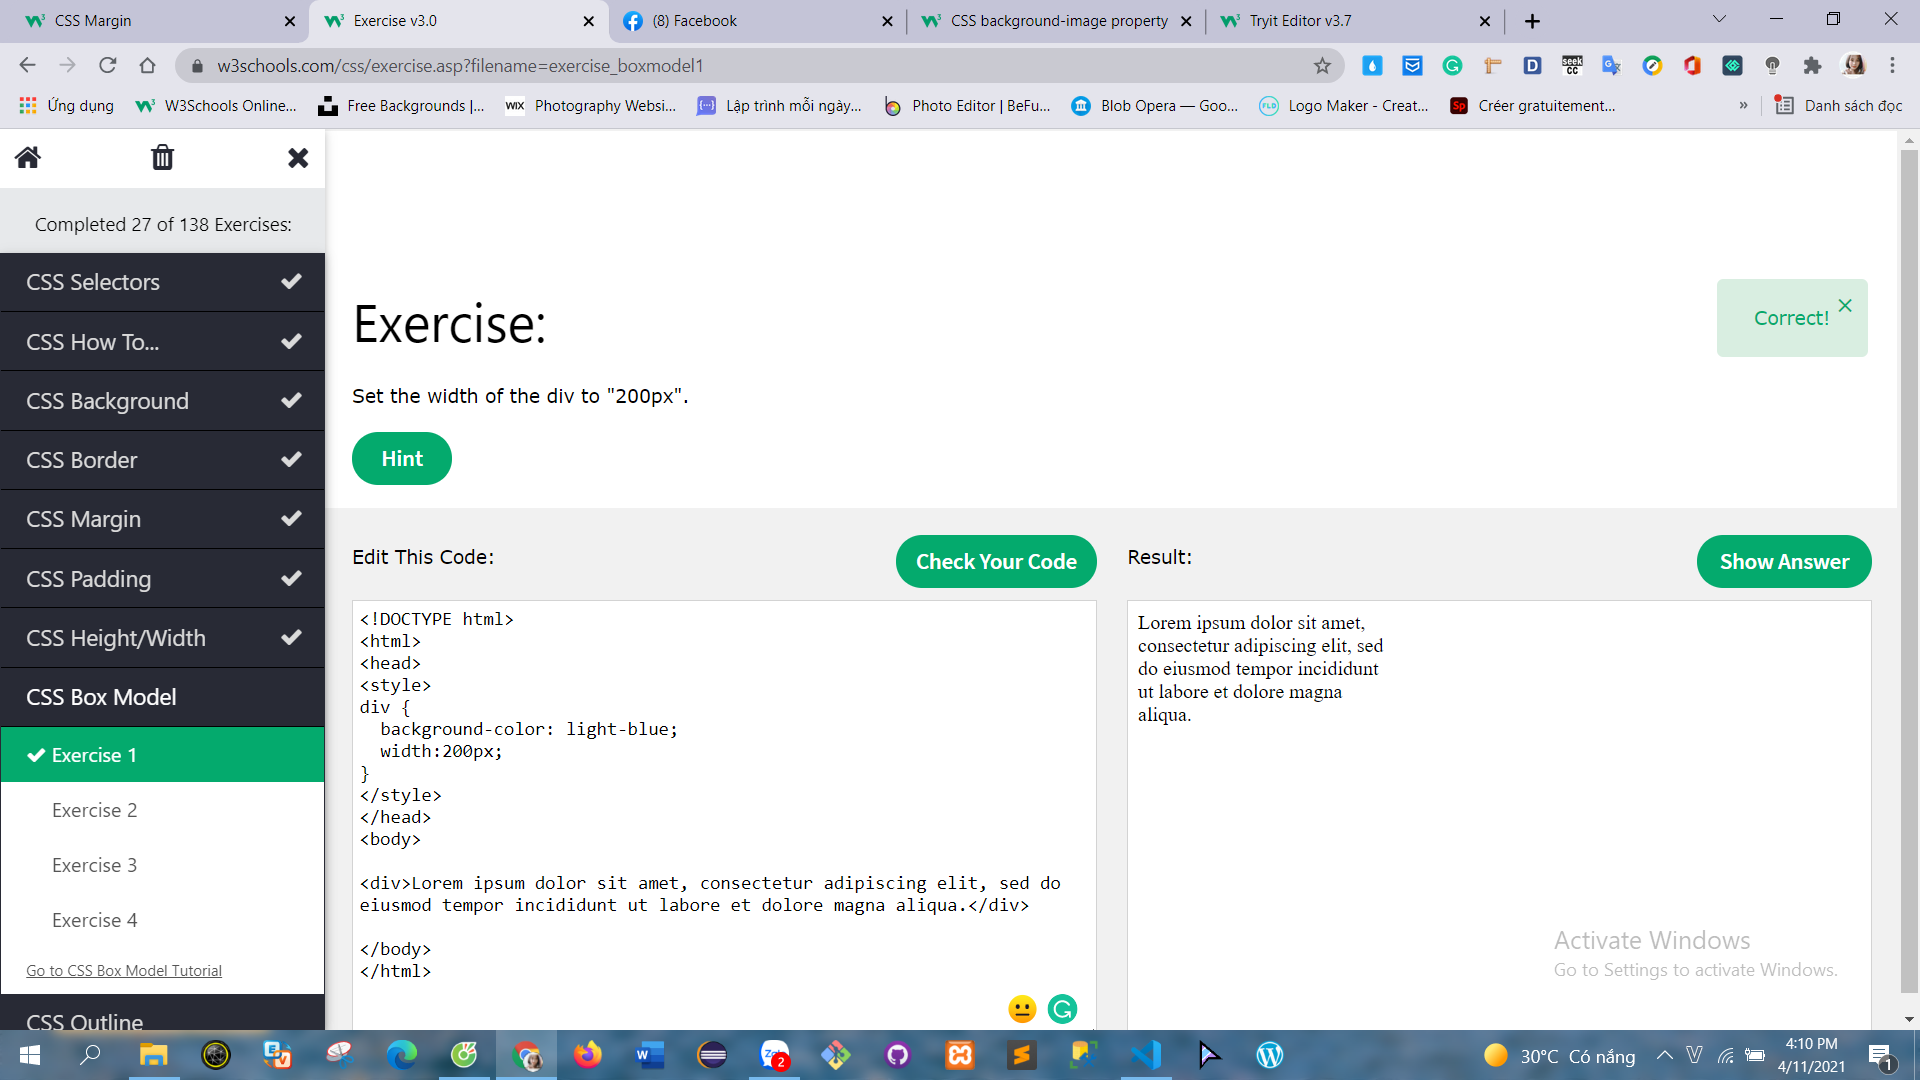 CSS Margin
Exercise v3.0
(8) Facebook
CSS background-image property
Tryit Editor v3.7
w3schools.com/css/exercise.asp?filename=exercise_boxmodel1
Ứng dụng
W3Schools Online...
Free Backgrounds |...
WIX Photography Websi...
Lập trình mỗi ngày...
Photo Editor | BeFu...
Blob Opera — Goo...
FLD Logo Maker - Creat...
Sp Créer gratuitement...
»
Danh sách đọc
Completed 27 of 138 Exercises:
CSS Selectors
CSS How To...
CSS Background
CSS Border
CSS Margin
CSS Padding
CSS Height/Width
CSS Box Model
Exercise 1
Exercise 2
Exercise 3
Exercise 4
Go to CSS Box Model Tutorial
CSS Outline
Exercise:
Correct!
Set the width of the div to "200px".
Hint
Edit This Code:
Check Your Code
<!DOCTYPE html>
<html>
<head>
<style>
div {
  background-color: light-blue;
  width:200px;
}
</style>
</head>
<body>
<div>Lorem ipsum dolor sit amet, consectetur adipiscing elit, sed do
eiusmod tempor incididunt ut labore et dolore magna aliqua.</div>
</body>
</html>
Result:
Show Answer
Lorem ipsum dolor sit amet,
consectetur adipiscing elit, sed
do eiusmod tempor incididunt
ut labore et dolore magna
aliqua.
Activate Windows
Go to Settings to activate Windows.
30°C Có nắng
4:10 PM
4/11/2021
1